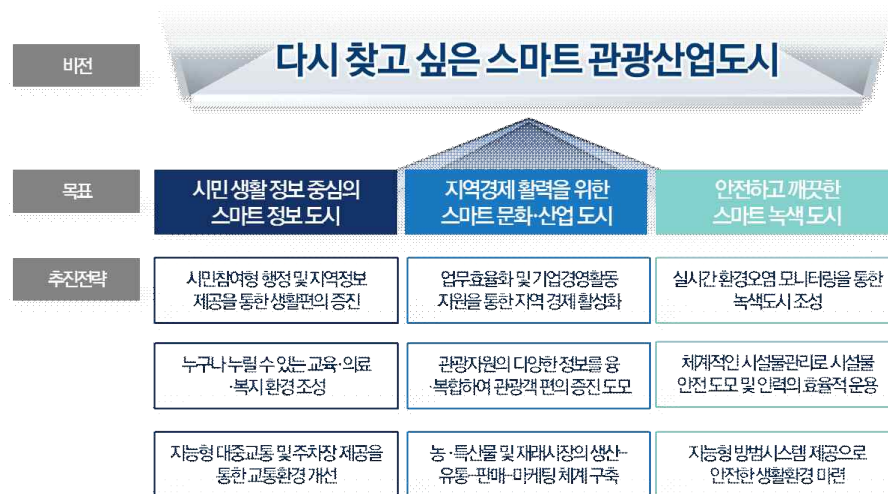 비전
다시 찾고 싶은 스마트 관광산업도시
목표
시민 생활 정보 중심의
스마트 정보 도시
지역경제 활력을 위한
스마트 문화·산업 도시
안전하고 깨끗한
스마트 녹색 도시
추진전략
시민참여형 행정 및 지역정보
제공을 통한 생활편의 증진
업무효율화 및 기업경영활동
지원을 통한 지역 경제 활성화
실시간 환경오염 모니터링을 통한
녹색도시 조성
누구나 누릴 수 있는 교육·의료
·복지 환경 조성
관광자원의 다양한 정보를 융
·복합하여 관광객 편의 증진 도모
체계적인 시설물관리로 시설물
안전 도모 및 인력의 효율적 운용
지능형 대중교통 및 주차장 제공을
통한 교통환경 개선
농·특산물 및 재래시장의 생산-
유통-판매-마케팅 체계 구축
지능형 방범시스템 제공으로
안전한 생활환경 마련